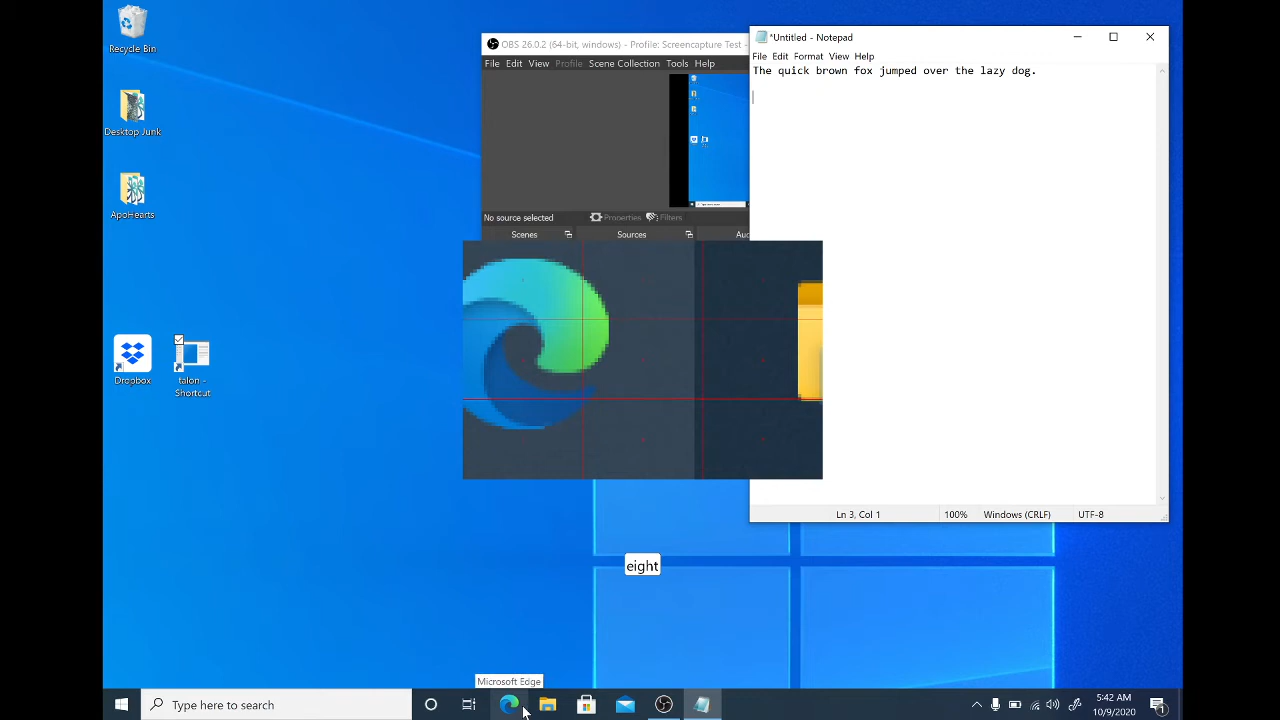 Recycle Bin
Desktop Junk
ApoHearts
Dropbox
talon -
Shortcut
OBS 26.0.2 (64-bit, windows) - Profile: Screencapture Test -
File Edit View Profile Scene Collection Tools Help
No source selected Properties Filters
Scenes Sources Auc
*Untitled - Notepad
File Edit Format View Help
The quick brown fox jumped over the lazy dog.
Ln 3, Col 1 100% Windows (CRLF) UTF-8
eight
Microsoft Edge
Type here to search
5:42 AM
10/9/2020
1